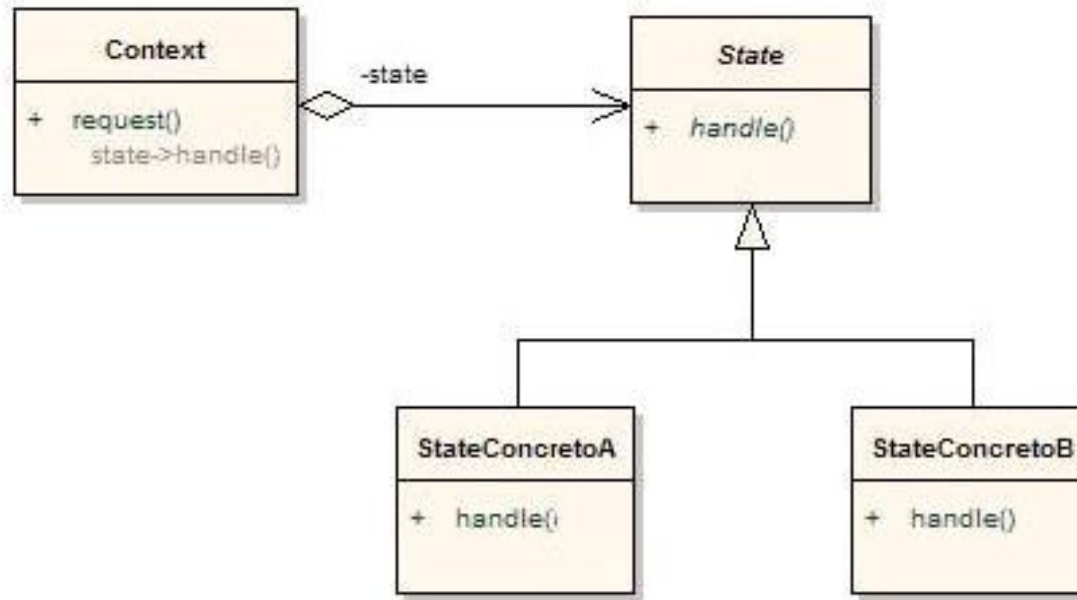 Context
+ request()
state->handle()
-state
State
+ handle()
StateConcretoA
+ handle(
StateConcretoB
+ handle()